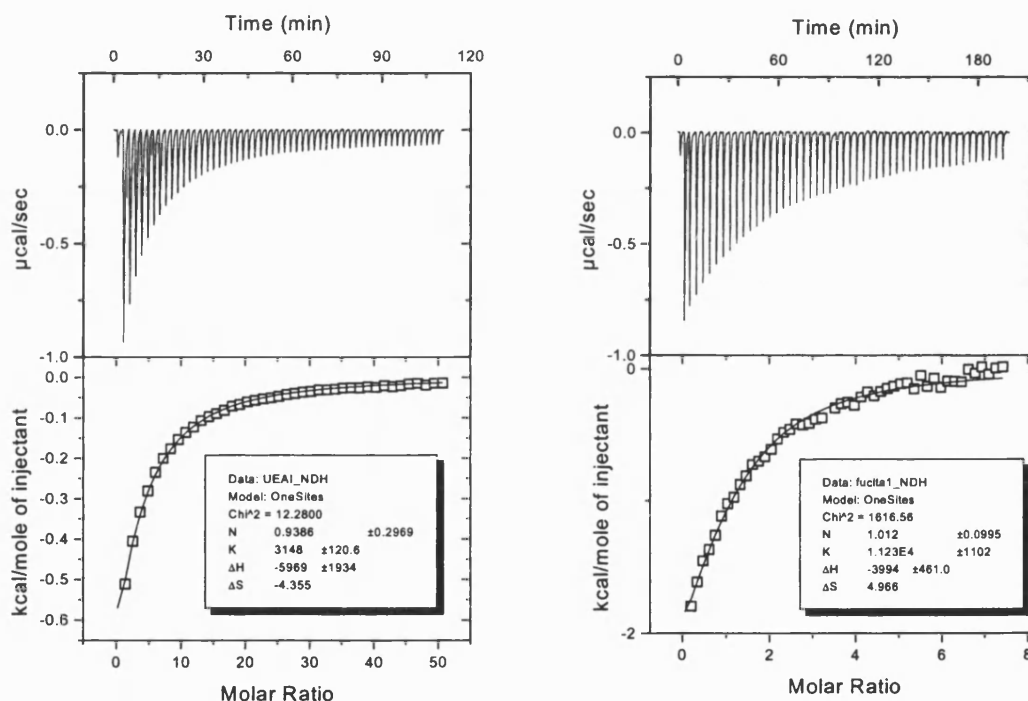 Time (min)
0 30 60 90 120
0.0
-0.5
-1.0
µcal/sec
0.0
-0.1
-0.2
-0.3
-0.4
-0.5
-0.6
kcal/mole of injectant
Data: UEAI_NDH
Model: OneSites
Chi^2 = 12.2800
N 0.9386 ±0.2969
K 3148 ±120.6
ΔH -5969 ±1934
ΔS -4.355
0 10 20 30 40 50
Molar Ratio
Time (min)
0 60 120 180
0.0
-0.5
-1.0
µcal/sec
0
-2
kcal/mole of injectant
Data: fuclta1_NDH
Model: OneSites
Chi^2 = 1616.56
N 1.012 ±0.0995
K 1.123E4 ±1102
ΔH -3994 ±461.0
ΔS 4.966
0 2 4 6 8
Molar Ratio